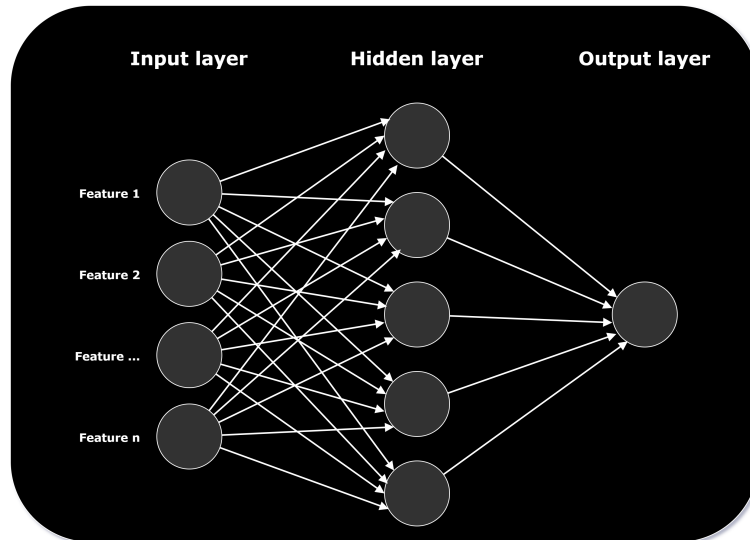 Input layer
Hidden layer
Output layer
Feature 1
Feature 2
Feature ...
Feature n